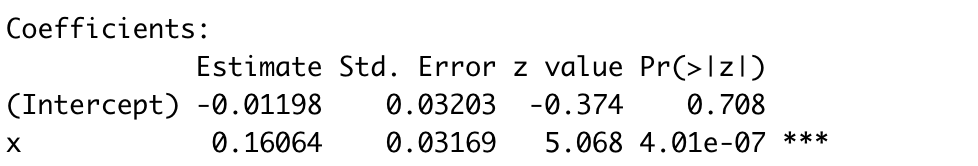 Coefficients:
            Estimate Std. Error z value Pr(>|z|)
(Intercept) -0.01198    0.03203  -0.374    0.708
x            0.16064    0.03169   5.068 4.01e-07 ***